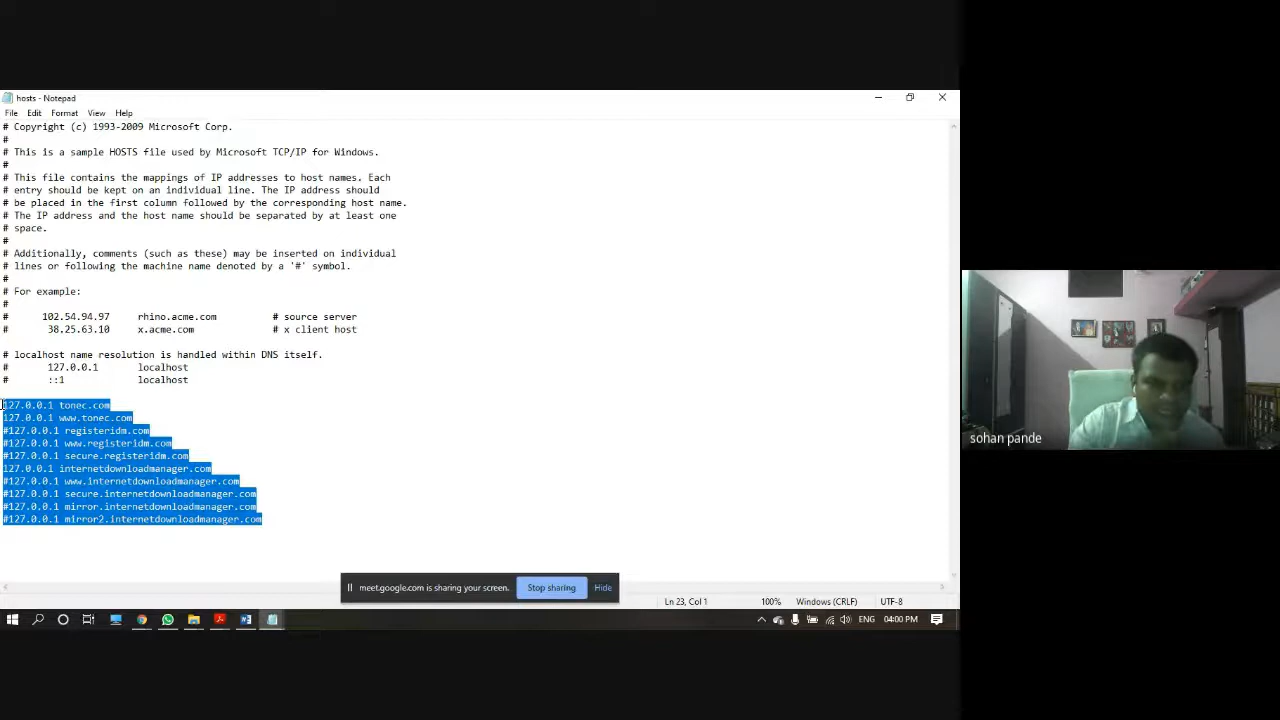 hosts - Notepad
File Edit Format View Help
# Copyright (c) 1993-2009 Microsoft Corp.
#
# This is a sample HOSTS file used by Microsoft TCP/IP for Windows.
#
# This file contains the mappings of IP addresses to host names. Each
# entry should be kept on an individual line. The IP address should
# be placed in the first column followed by the corresponding host name.
# The IP address and the host name should be separated by at least one
# space.
#
# Additionally, comments (such as these) may be inserted on individual
# lines or following the machine name denoted by a '#' symbol.
#
# For example:
#
# 102.54.94.97 rhino.acme.com # source server
# 38.25.63.10 x.acme.com # x client host
# localhost name resolution is handled within DNS itself.
# 127.0.0.1 localhost
# ::1 localhost
127.0.0.1 tonec.com
127.0.0.1 www.tonec.com
#127.0.0.1 registeridm.com
#127.0.0.1 www.registeridm.com
#127.0.0.1 secure.registeridm.com
127.0.0.1 internetdownloadmanager.com
#127.0.0.1 www.internetdownloadmanager.com
#127.0.0.1 secure.internetdownloadmanager.com
#127.0.0.1 mirror.internetdownloadmanager.com
#127.0.0.1 mirror2.internetdownloadmanager.com
sohan pande
meet.google.com is sharing your screen. Stop sharing Hide
Ln 23, Col 1 100% Windows (CRLF) UTF-8
ENG 04:00 PM